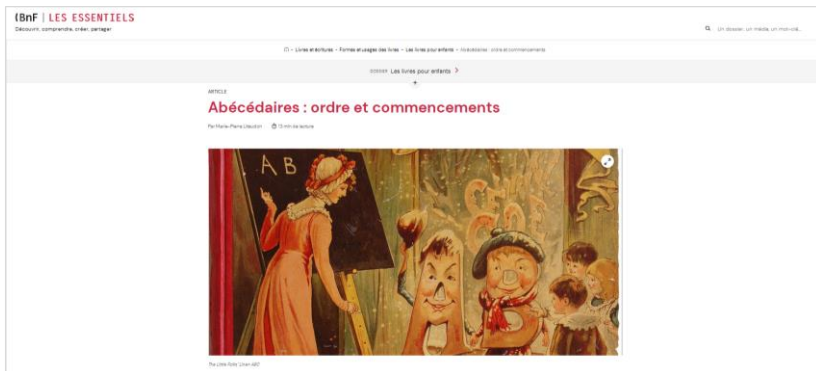 (BnF | LES ESSENTIELS
Découvrir, comprendre, créer, partager
Un dossier, un média, un mot-clé...
Livres et écritures • Formes et usages des livres • Les livres pour enfants • Abécédaires : ordre et commencements
DOSSIER Les livres pour enfants >
+
ARTICLE
Abécédaires : ordre et commencements
Par Marie-Pierre 13 min de lecture
A B
A B
The Little Folks' Linen ABC